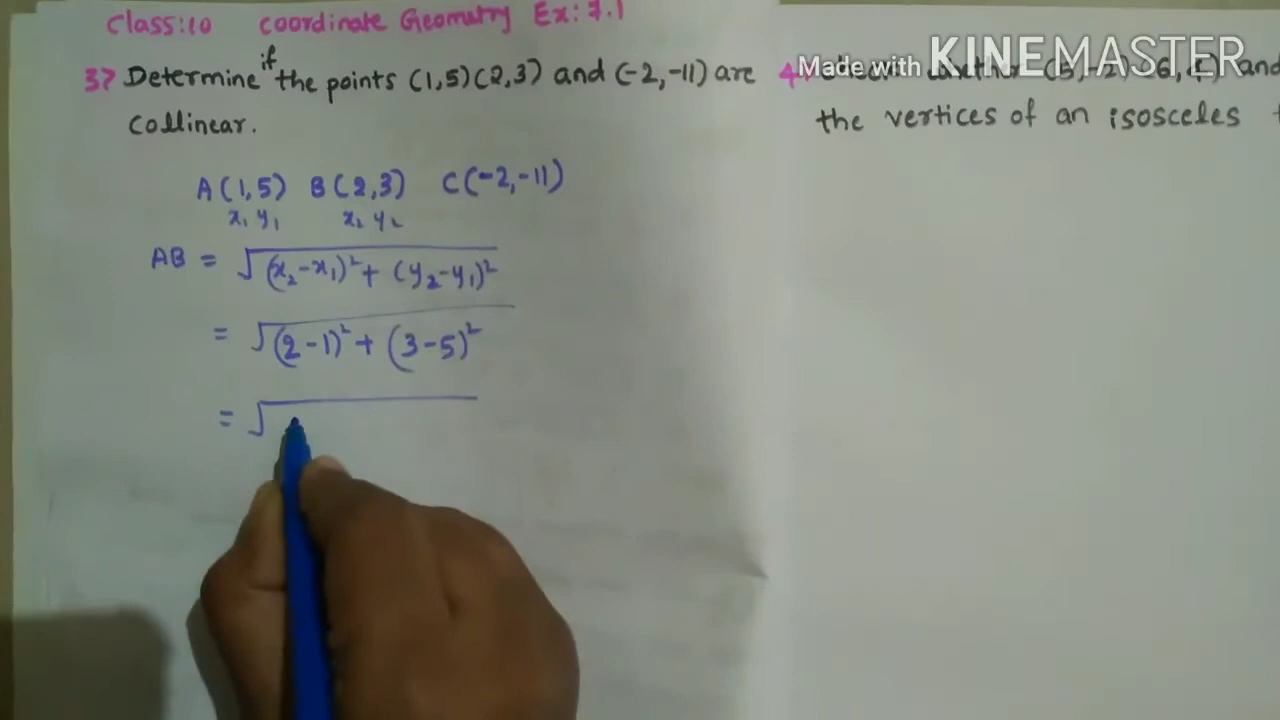 Class:10 coordinate Geometry Ex: 7.1
3) Determine if the points (1,5) (2,3) and (-2,-11) are
collinear.
A (1,5) B (2,3) C(-2,-11)
x₁ y₁ x₂ y₂
AB = √(x₂-x₁)² + (y₂-y₁)²
= √(2-1)² + (3-5)²
= √
Made with KINEMASTER
4 and
the vertices of an isosceles